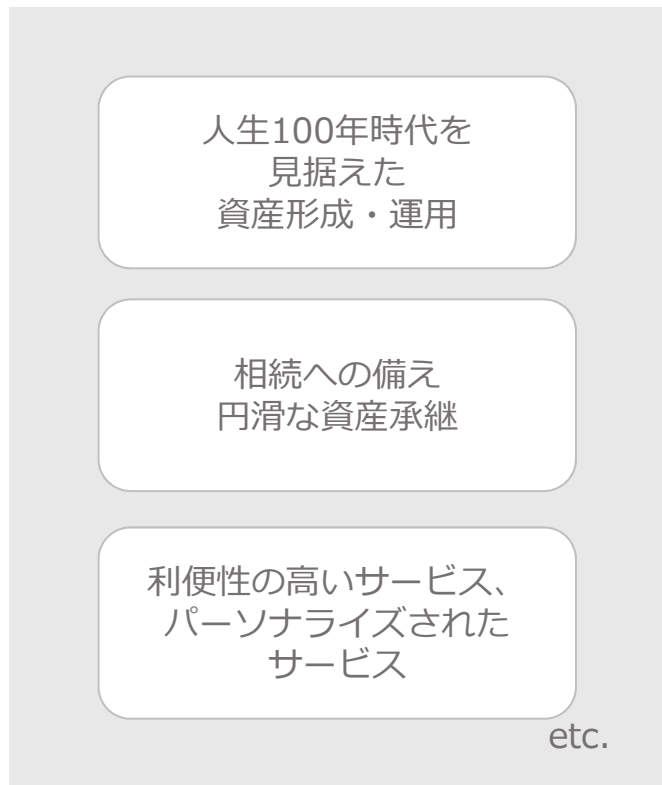 人生100年時代を
見据えた
資産形成・運用
相続への備え
円滑な資産承継
利便性の高いサービス、
パーソナライズされた
サービス
etc.